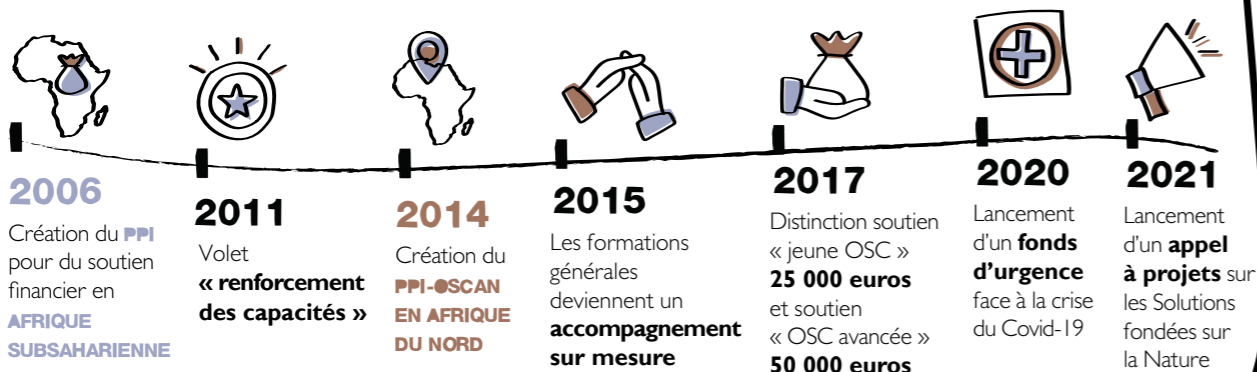 2006
Création du PPI
pour du soutien
financier en
AFRIQUE
SUBSAHARIENNE
2011
Volet
« renforcement
des capacités »
2014
Création du
PPI-OSCAN
EN AFRIQUE
DU NORD
2015
Les formations
générales
deviennent un
accompagnement
sur mesure
2017
Distinction soutien
« jeune OSC »
25 000 euros
et soutien
« OSC avancée »
50 000 euros
2020
Lancement
d'un fonds
d'urgence
face à la crise
du Covid-19
2021
Lancement
d'un appel
à projets sur
les Solutions
fondées sur
la Nature